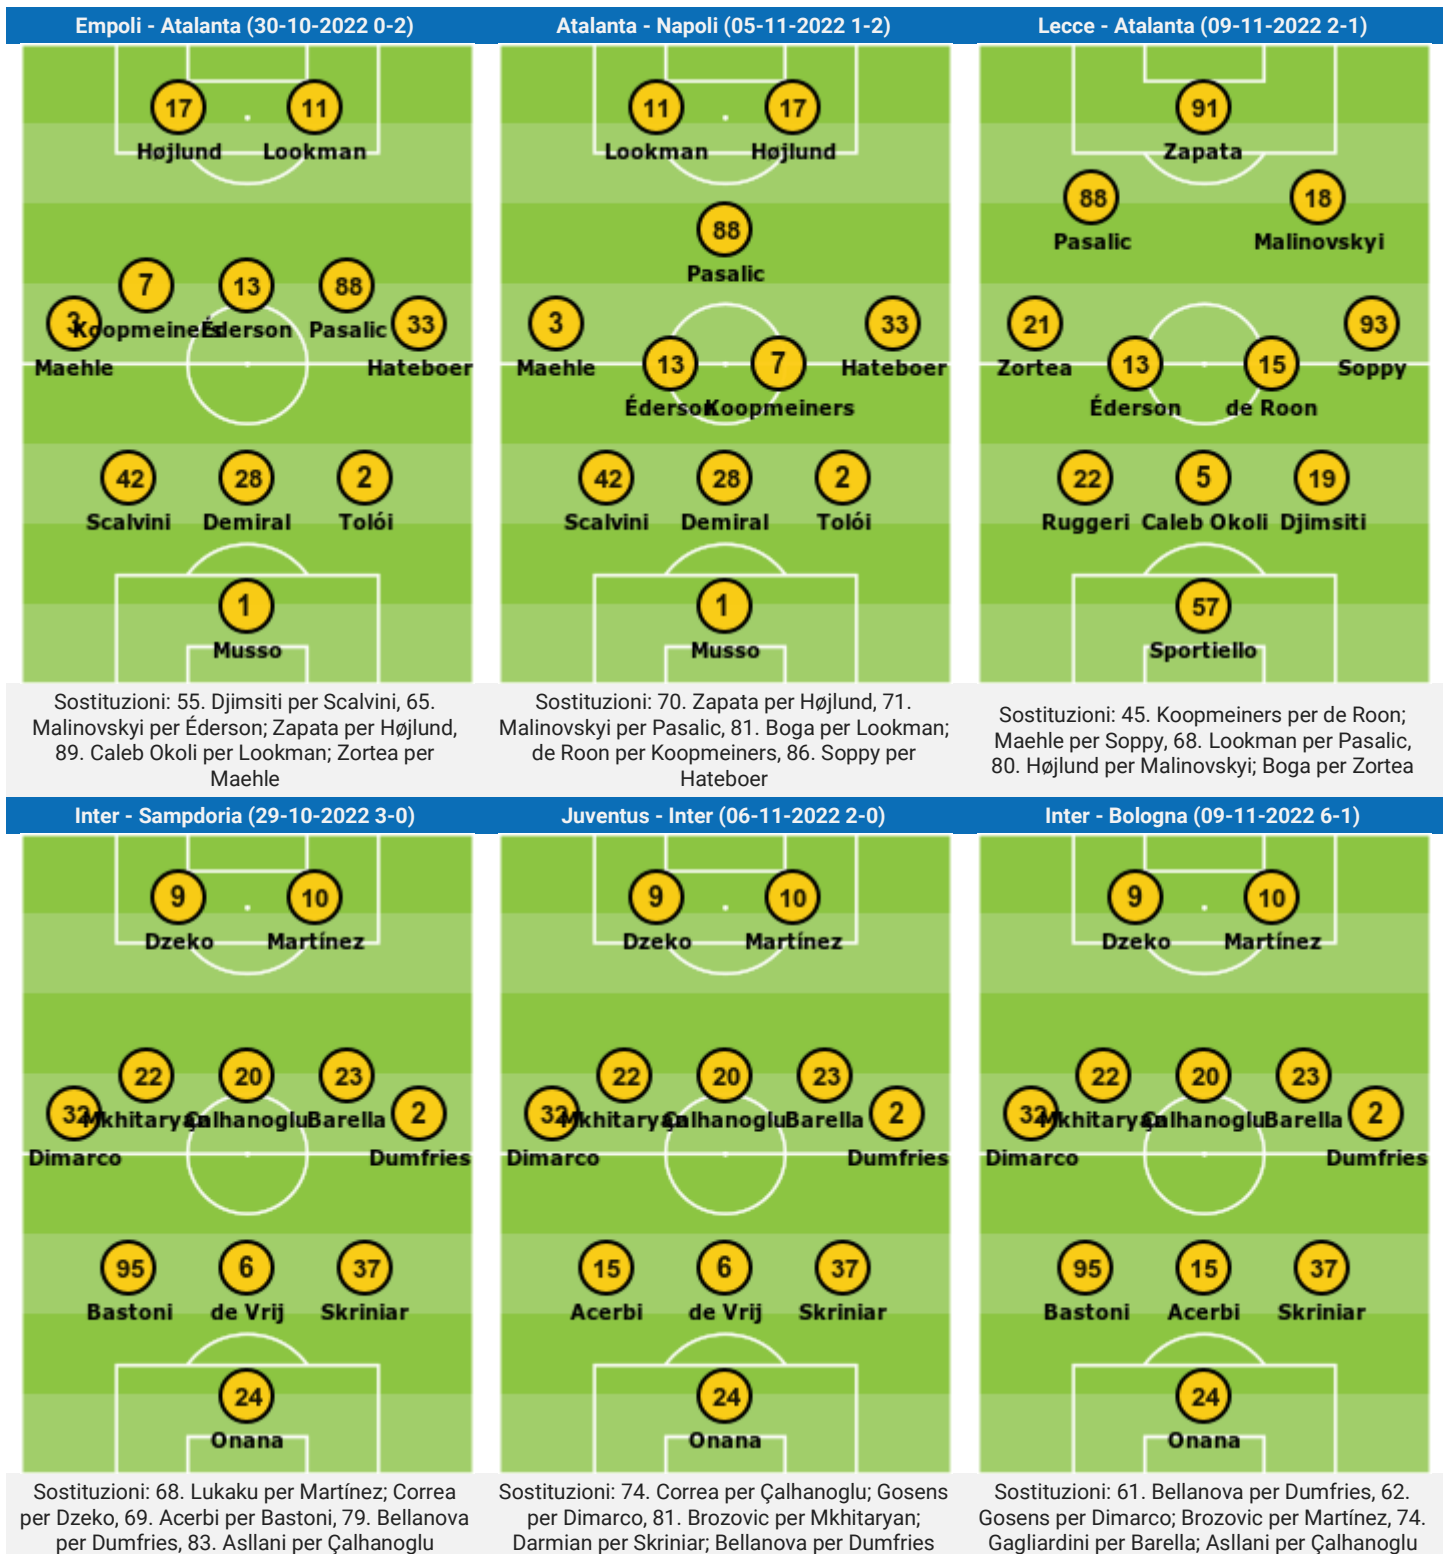 Empoli - Atalanta (30-10-2022 0-2)
17 11
Højlund Lookman
7 13 88
3 33
Koopmeiners Éderson Pasalic
Maehle Hateboer
42 28 2
Scalvini Demiral Tolói
1
Musso
Sostituzioni: 55. Djimsiti per Scalvini, 65.
Malinovskyi per Éderson; Zapata per Højlund,
89. Caleb Okoli per Lookman; Zortea per
Maehle
Atalanta - Napoli (05-11-2022 1-2)
11 17
Lookman Højlund
88
Pasalic
3 33
Maehle Hateboer
13 7
Éderson Koopmeiners
42 28 2
Scalvini Demiral Tolói
1
Musso
Sostituzioni: 70. Zapata per Højlund, 71.
Malinovskyi per Pasalic, 81. Boga per Lookman;
de Roon per Koopmeiners, 86. Soppy per
Hateboer
Lecce - Atalanta (09-11-2022 2-1)
91
Zapata
88 18
Pasalic Malinovskyi
21 93
Zortea Soppy
13 15
Éderson de Roon
22 5 19
Ruggeri Caleb Okoli Djimsiti
57
Sportiello
Sostituzioni: 45. Koopmeiners per de Roon;
Maehle per Soppy, 68. Lookman per Pasalic,
80. Højlund per Malinovskyi; Boga per Zortea
Inter - Sampdoria (29-10-2022 3-0)
9 10
Dzeko Martínez
22 20 23
32 2
Mkhitaryan Çalhanoglu Barella
Dimarco Dumfries
95 6 37
Bastoni de Vrij Skriniar
24
Onana
Sostituzioni: 68. Lukaku per Martínez; Correa
per Dzeko, 69. Acerbi per Bastoni, 79. Bellanova
per Dumfries, 83. Asllani per Çalhanoglu
Juventus - Inter (06-11-2022 2-0)
9 10
Dzeko Martínez
22 20 23
32 2
Mkhitaryan Çalhanoglu Barella
Dimarco Dumfries
15 6 37
Acerbi de Vrij Skriniar
24
Onana
Sostituzioni: 74. Correa per Çalhanoglu; Gosens
per Dimarco, 81. Brozovic per Mkhitaryan;
Darmian per Skriniar; Bellanova per Dumfries
Inter - Bologna (09-11-2022 6-1)
9 10
Dzeko Martínez
22 20 23
32 2
Mkhitaryan Çalhanoglu Barella
Dimarco Dumfries
95 15 37
Bastoni Acerbi Skriniar
24
Onana
Sostituzioni: 61. Bellanova per Dumfries, 62.
Gosens per Dimarco; Brozovic per Martínez, 74.
Gagliardini per Barella; Asllani per Çalhanoglu